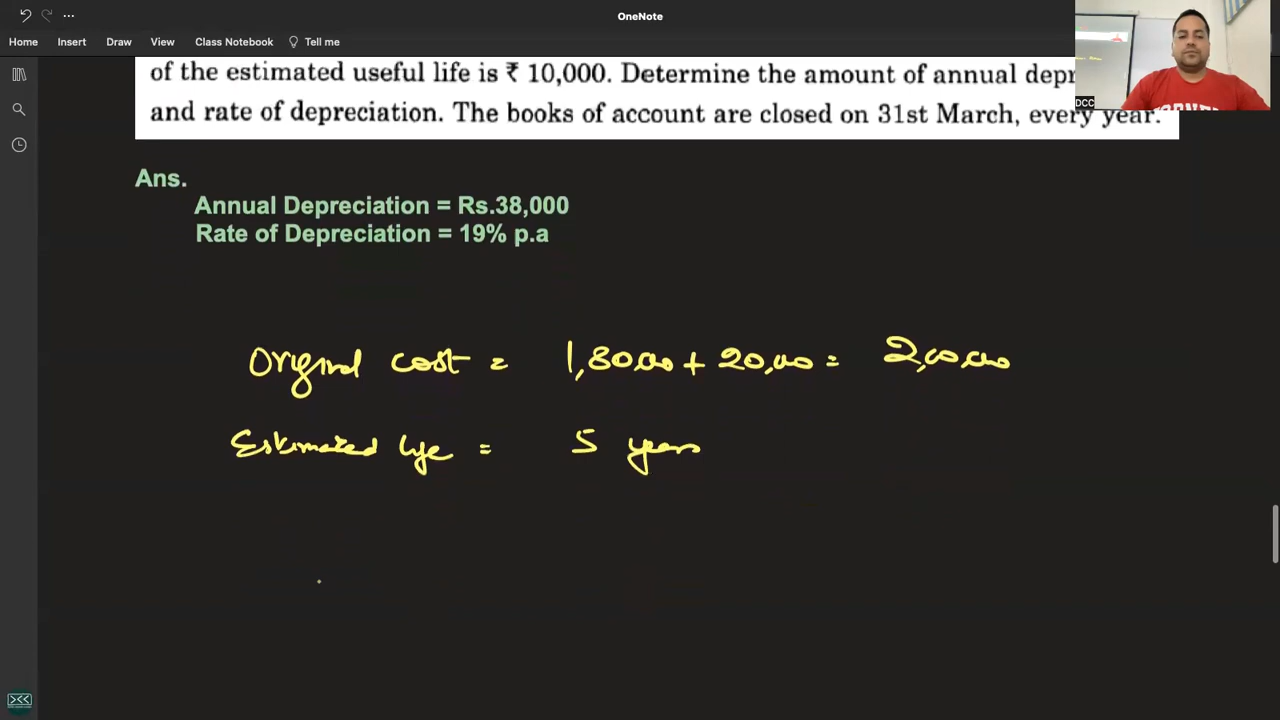 OneNote
Home Insert Draw View Class Notebook Tell me
of the estimated useful life is ₹ 10,000. Determine the amount of annual depr
and rate of depreciation. The books of account are closed on 31st March, every year.
DCC
Ans.
Annual Depreciation = Rs.38,000
Rate of Depreciation = 19% p.a
Original cost = 1,80,000 + 20,000 = 2,00,000
Estimated life = 5 years